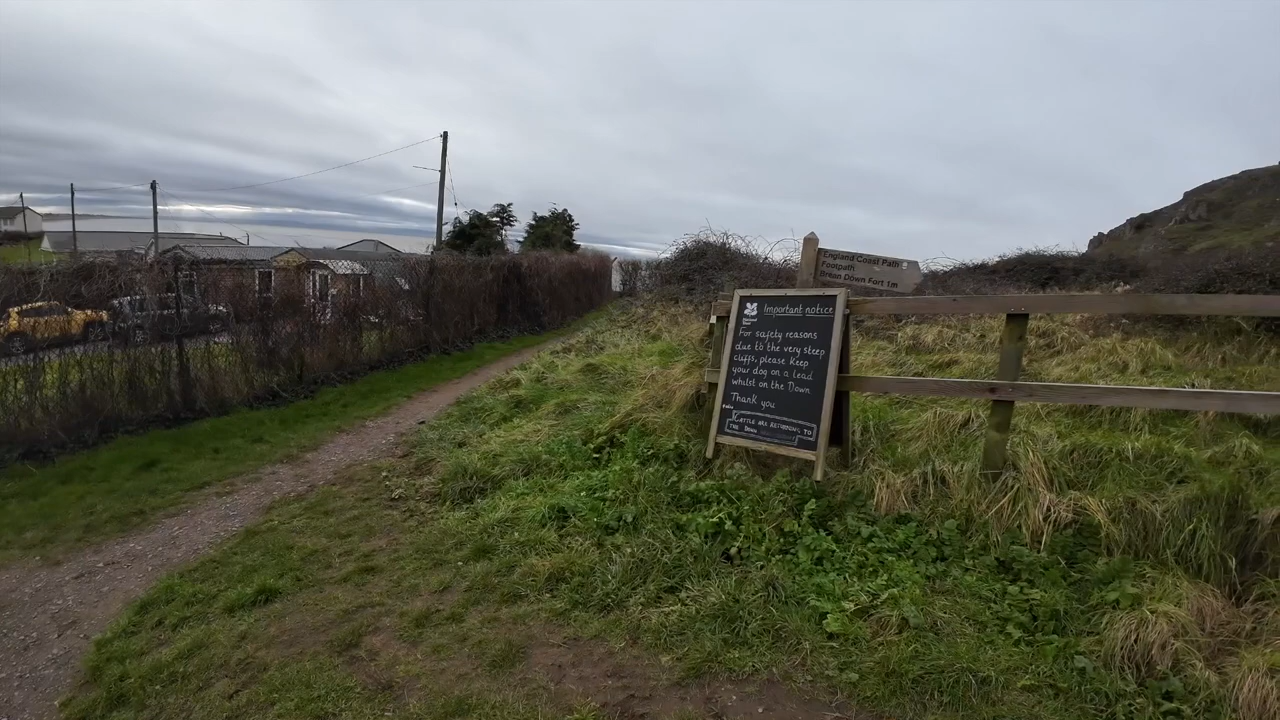 England Coast Path
Footpath
Brean Down Fort 1m
Important notice
For safety reasons
due to the very steep
cliffs, please Keep
your dog on a lead
whilst on the Down
Thank you
CATTLE ARE RETURNING TO
THE DOWN